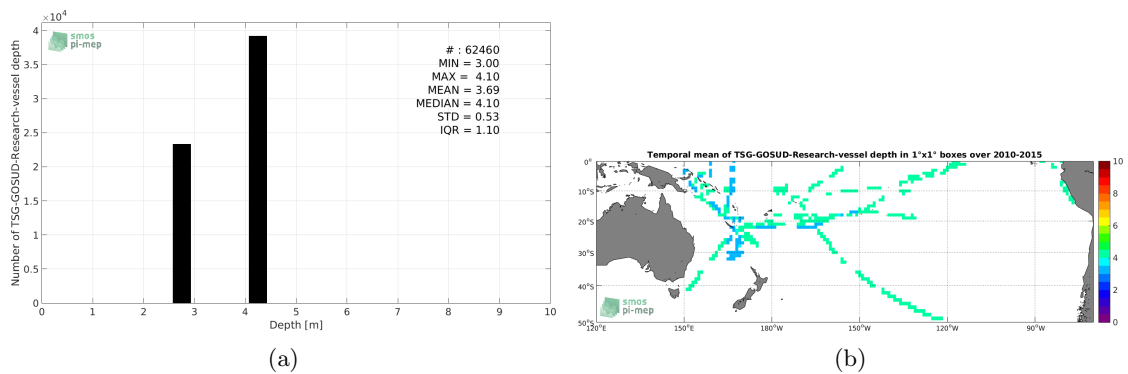 ×10⁴
4
3.5
3
2.5
2
1.5
1
0.5
0
Number of TSG-GOSUD-Research-vessel depth
smos
pi-mep
# : 62460
MIN = 3.00
MAX = 4.10
MEAN = 3.69
MEDIAN = 4.10
STD = 0.53
IQR = 1.10
0 1 2 3 4 5 6 7 8 9 10
Depth [m]
(a)
Temporal mean of TSG-GOSUD-Research-vessel depth in 1°x1° boxes over 2010-2015
0°
10°S
20°S
30°S
40°S
50°S
smos
pi-mep
120°E 150°E 180°W 150°W 120°W 90°W
10
8
6
4
2
0
(b)